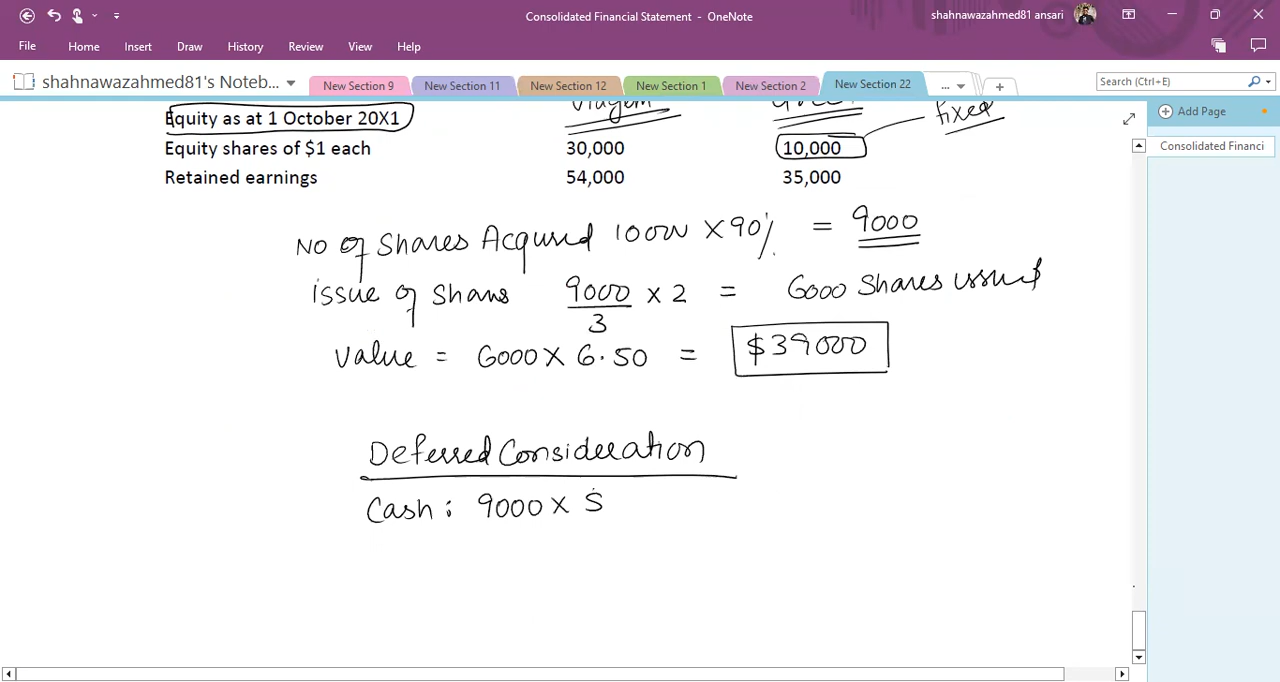 Consolidated Financial Statement - OneNote
shahnawazahmed81 ansari
File Home Insert Draw History Review View Help
shahnawazahmed81's Noteb...
New Section 9 New Section 11 New Section 12 New Section 1 New Section 2 New Section 22 ...
Search (Ctrl+E)
Add Page
Consolidated Financi
fixed
Equity as at 1 October 20X1
Equity shares of $1 each 30,000 10,000
Retained earnings 54,000 35,000
No of Shares Acquired 10000 X 90% = 9000
issue of Shares 9000/3 x 2 = 6000 Shares issued
Value = 6000 X 6.50 = $39000
Deferred Consideration
Cash : 9000 X S